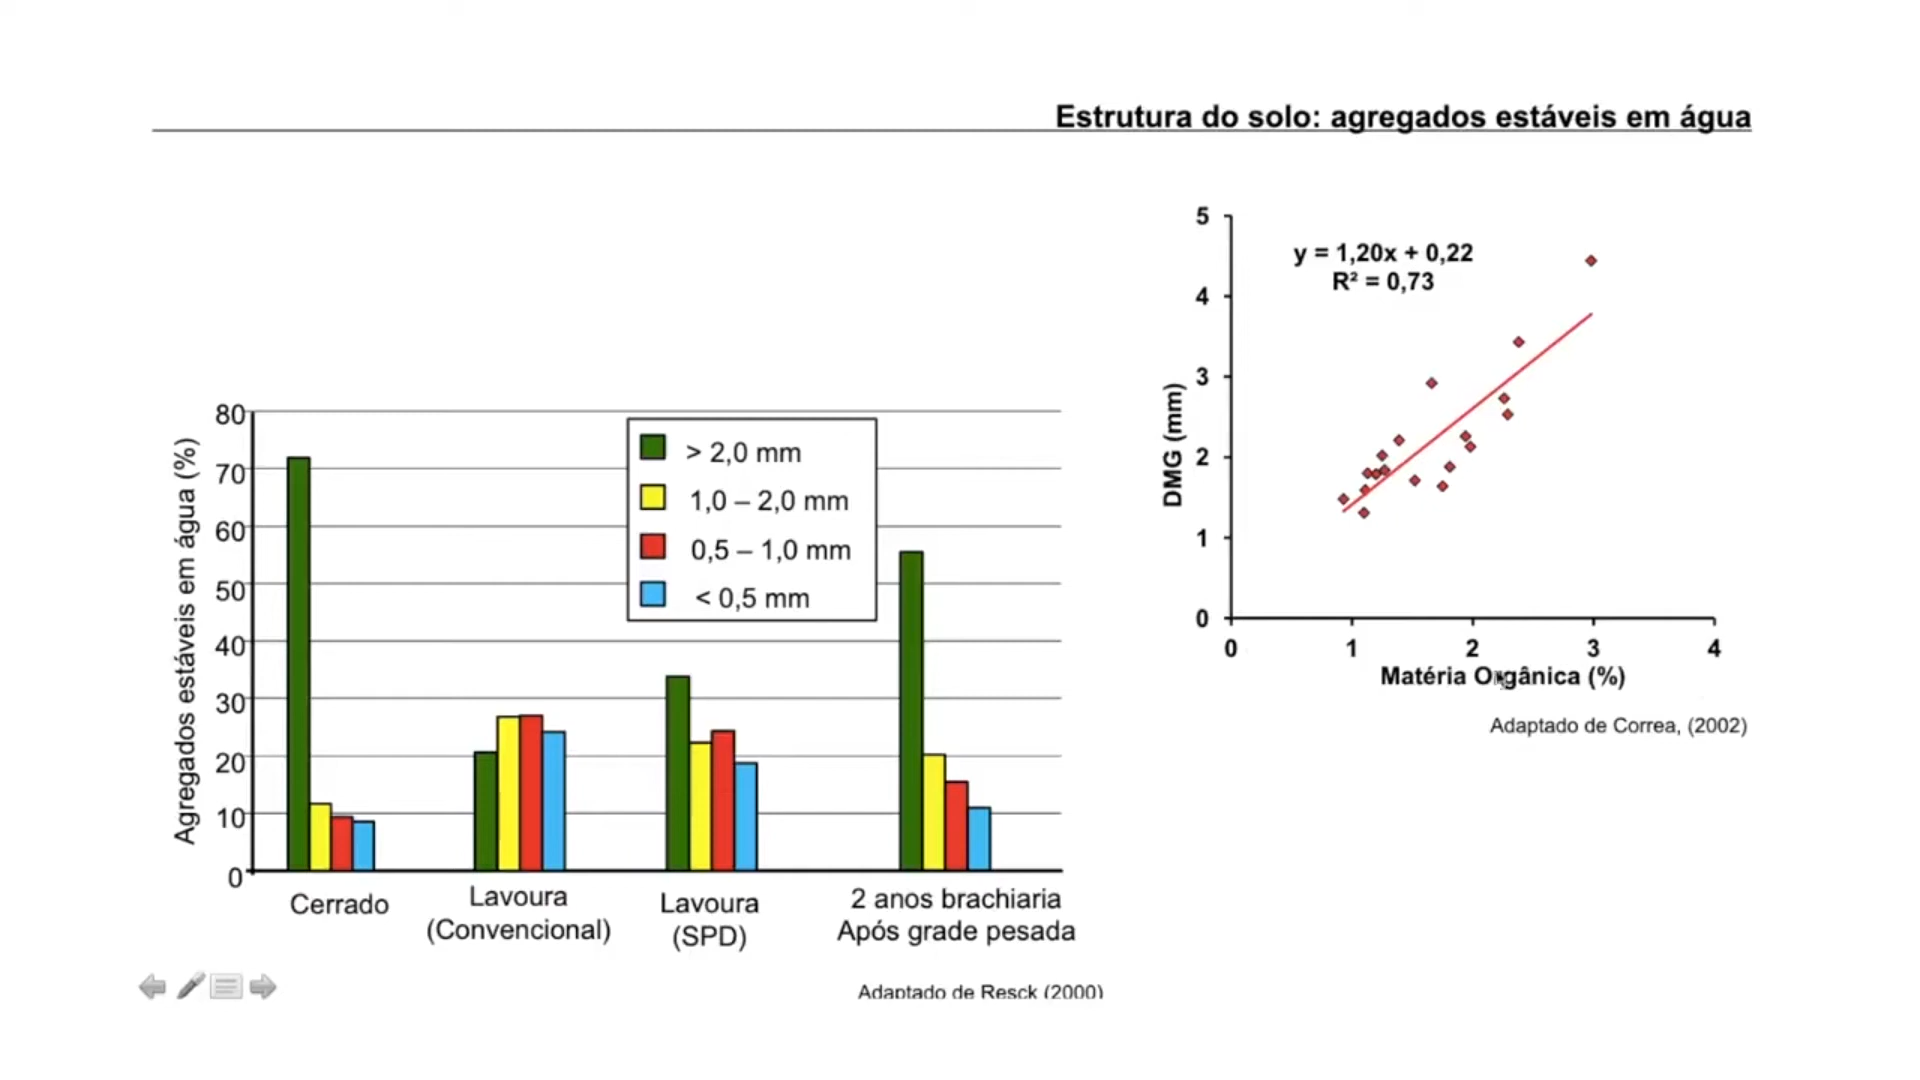 Estrutura do solo: agregados estáveis em água
Agregados estáveis em água (%)
80
70
60
50
40
30
20
10
0
> 2,0 mm
1,0 – 2,0 mm
0,5 – 1,0 mm
< 0,5 mm
Cerrado
Lavoura
(Convencional)
Lavoura
(SPD)
2 anos brachiaria
Após grade pesada
Adaptado de Resck (2000)
DMG (mm)
5
4
3
2
1
0
y = 1,20x + 0,22
R² = 0,73
0 1 2 3 4
Matéria Orgânica (%)
Adaptado de Correa, (2002)